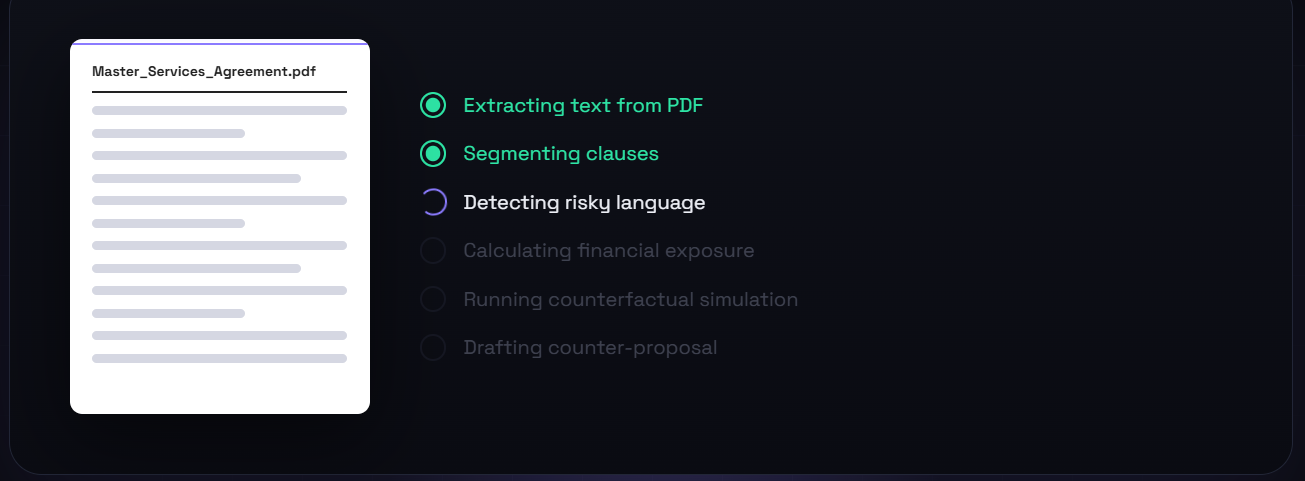 Master_Services_Agreement.pdf
Extracting text from PDF
Segmenting clauses
Detecting risky language
Calculating financial exposure
Running counterfactual simulation
Drafting counter-proposal